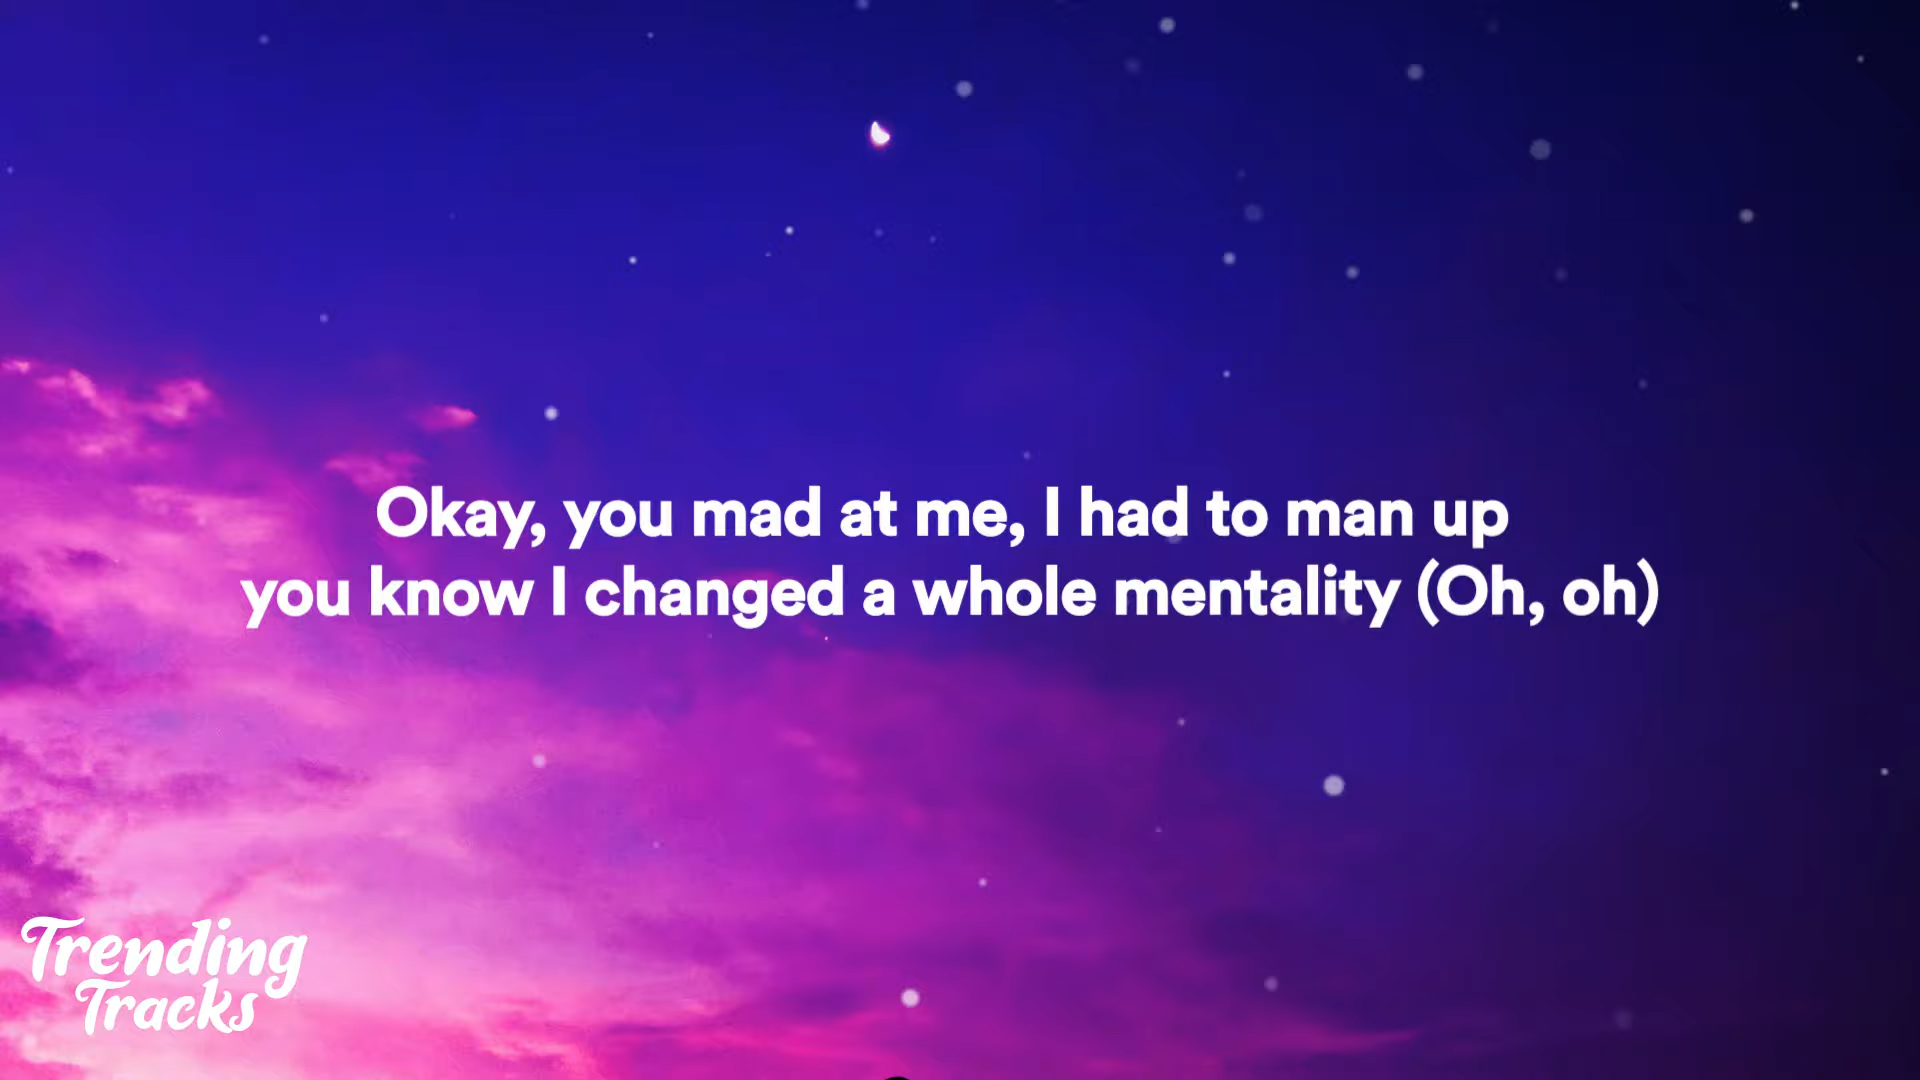 Okay, you mad at me, I had to man up
you know I changed a whole mentality (Oh, oh)
Trending
Tracks